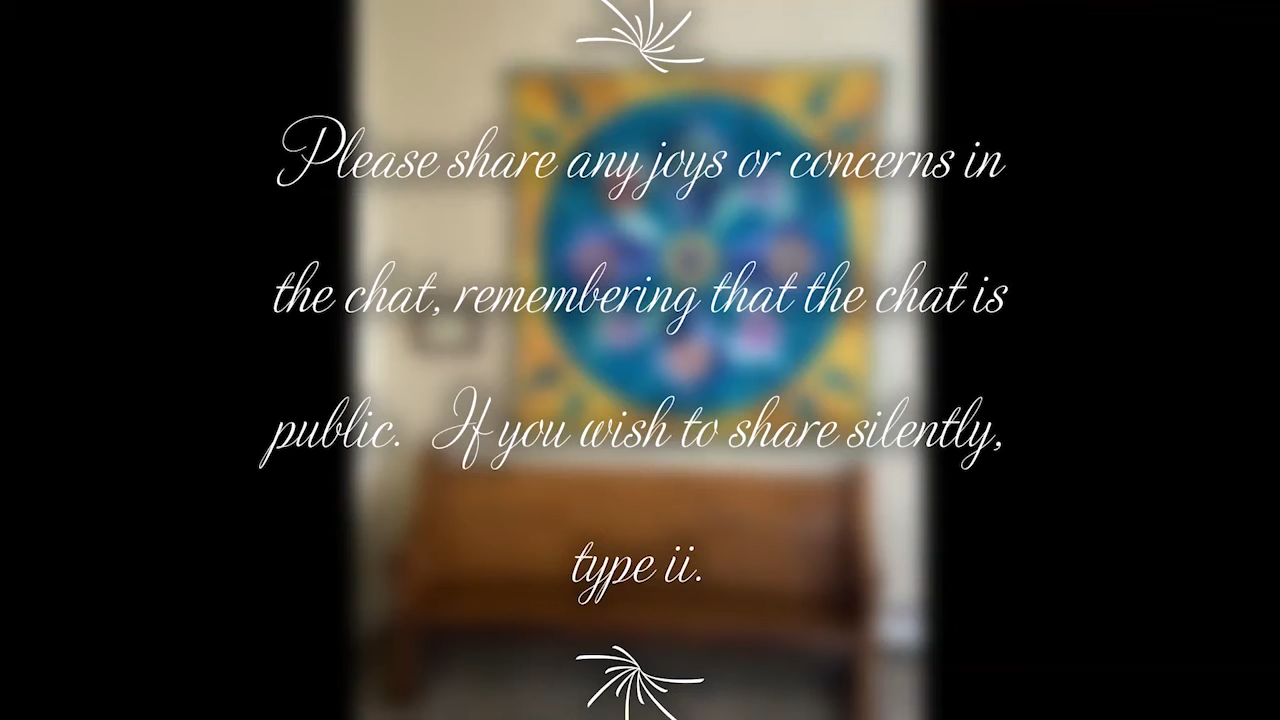 Please share any joys or concerns in
the chat, remembering that the chat is
public.  If you wish to share silently,
type ii.